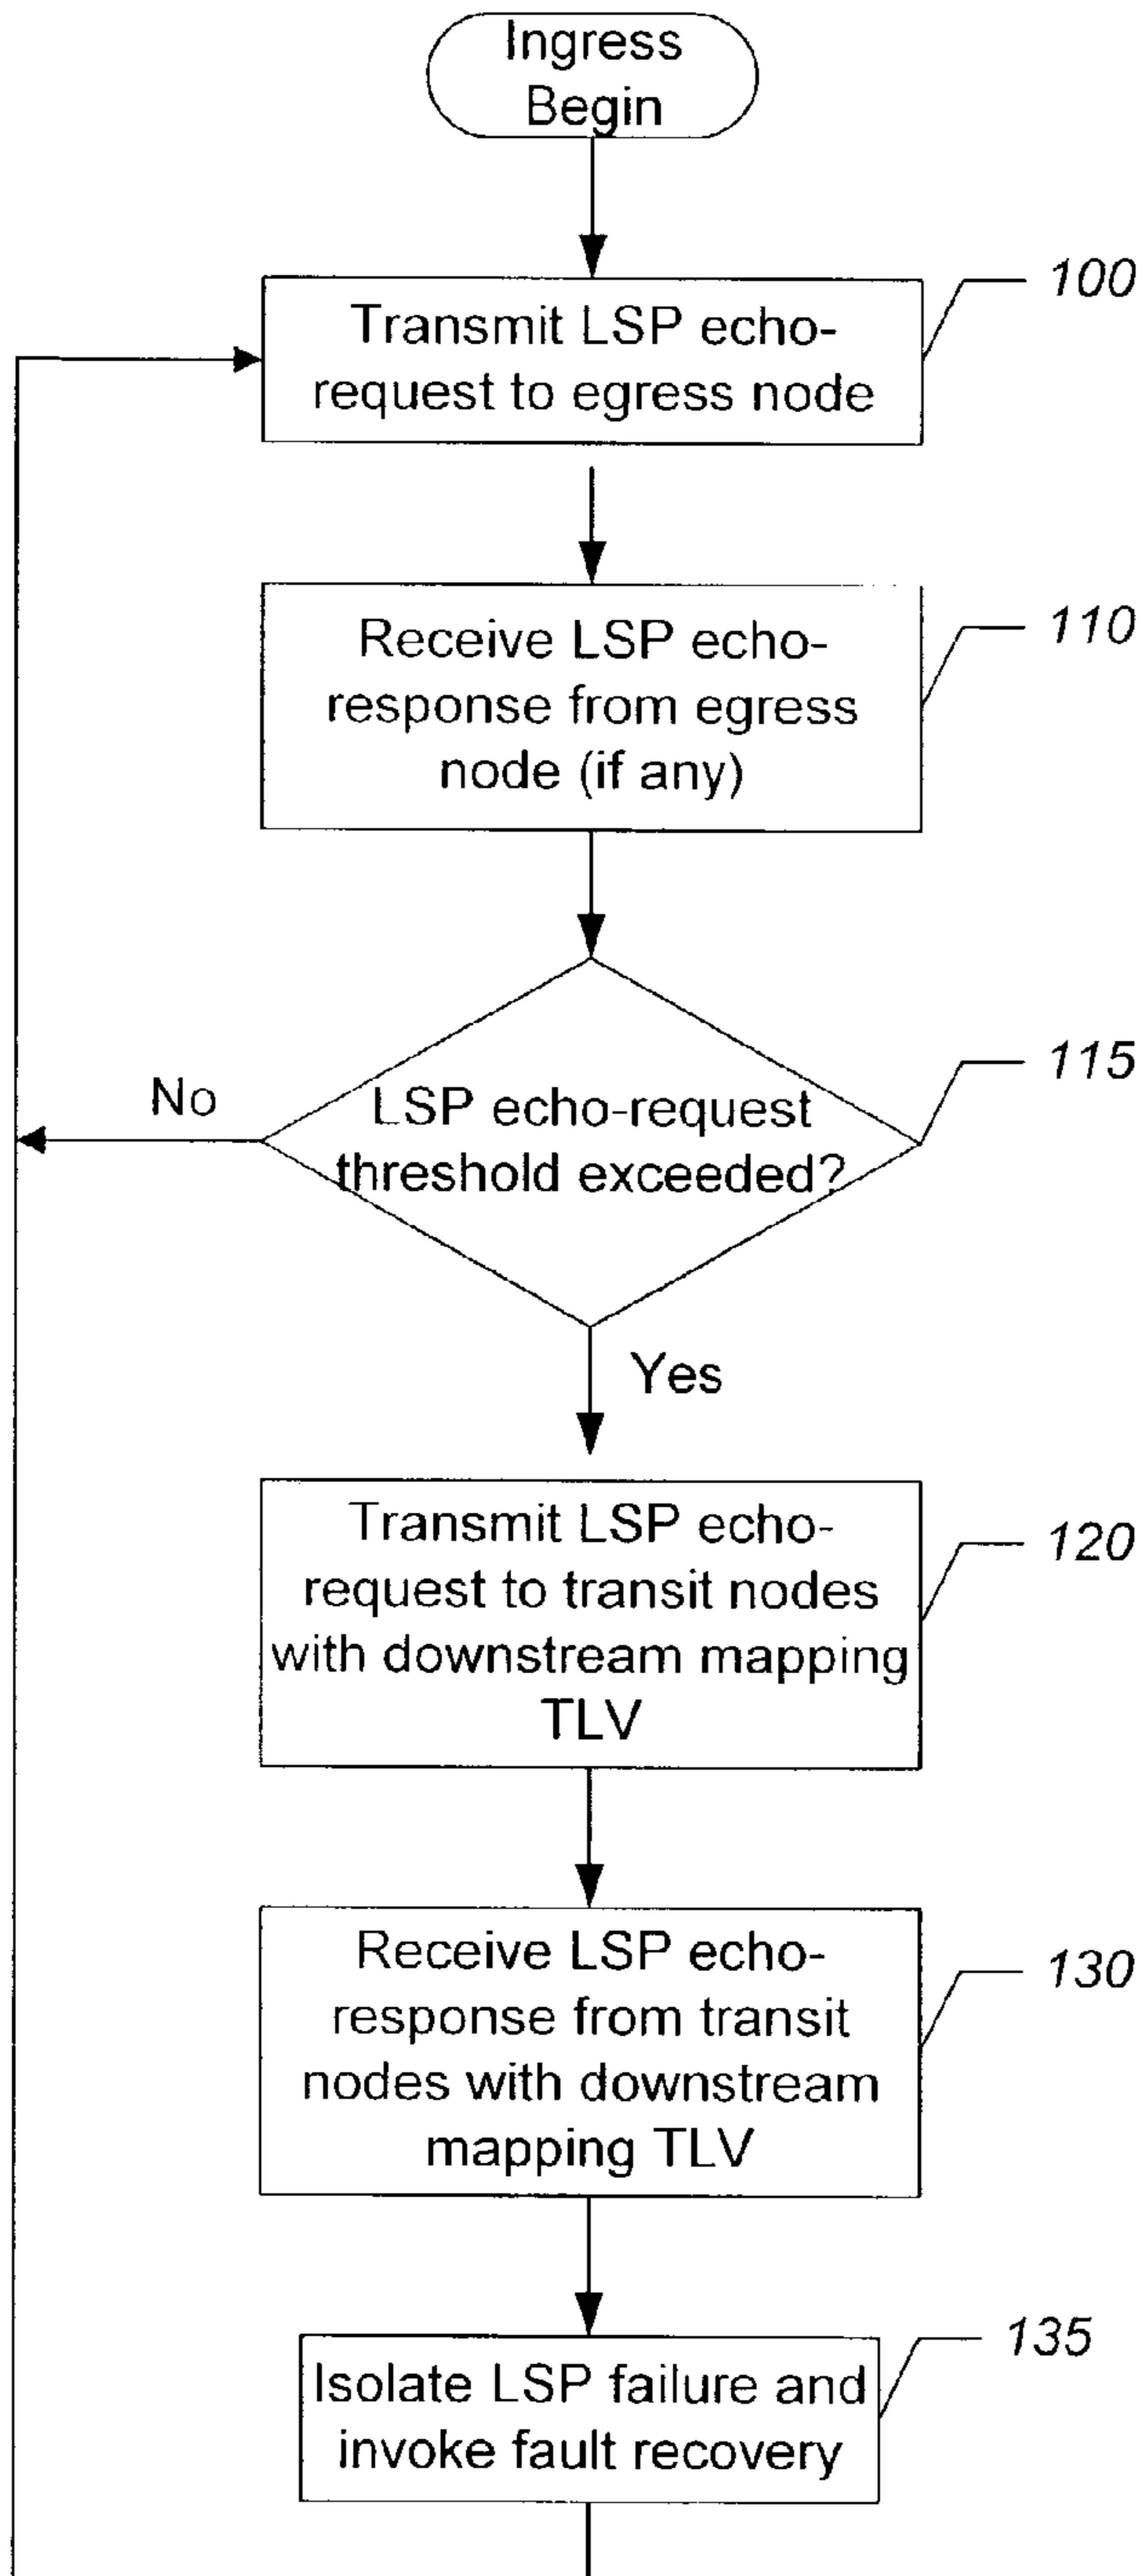 Ingress
Begin
100
Transmit LSP echo-
request to egress node
110
Receive LSP echo-
response from egress
node (if any)
115
No
LSP echo-request
threshold exceeded?
Yes
120
Transmit LSP echo-
request to transit nodes
with downstream mapping
TLV
130
Receive LSP echo-
response from transit
nodes with downstream
mapping TLV
135
Isolate LSP failure and
invoke fault recovery